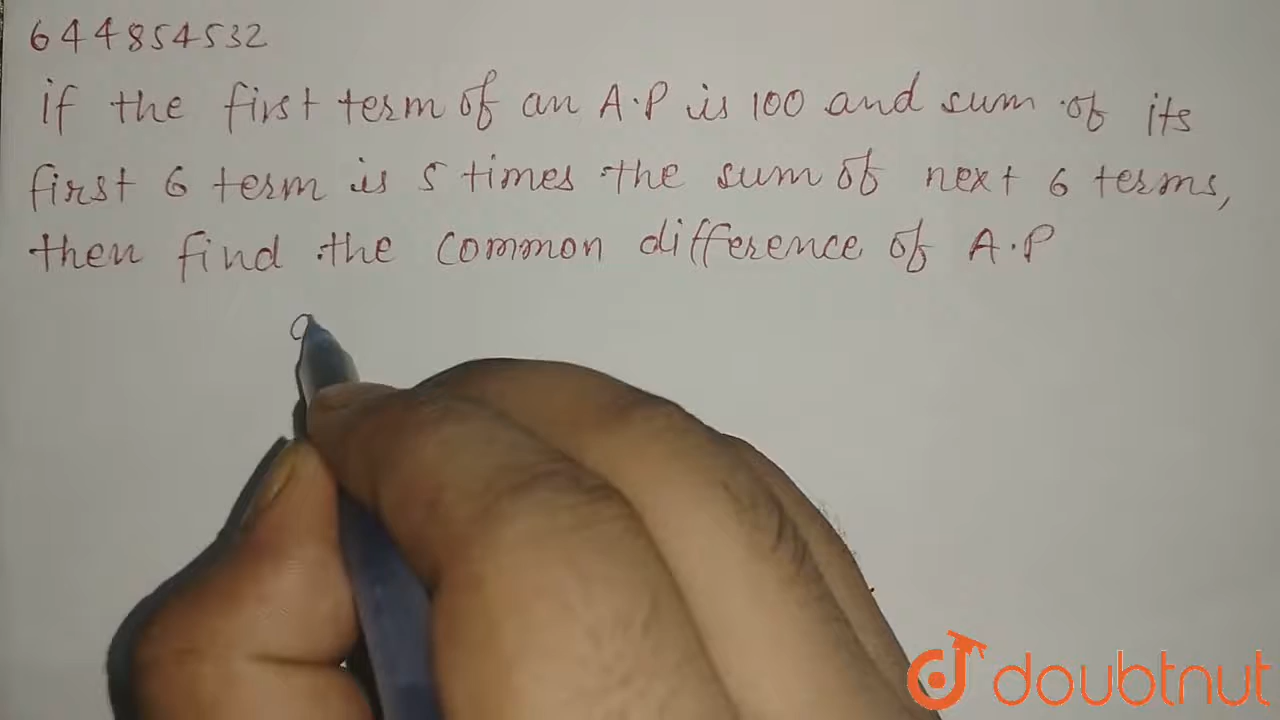 644854532
if the first term of an A.P is 100 and sum of its
first 6 term is 5 times the sum of next 6 terms,
then find the common difference of A.P
a
doubtnut